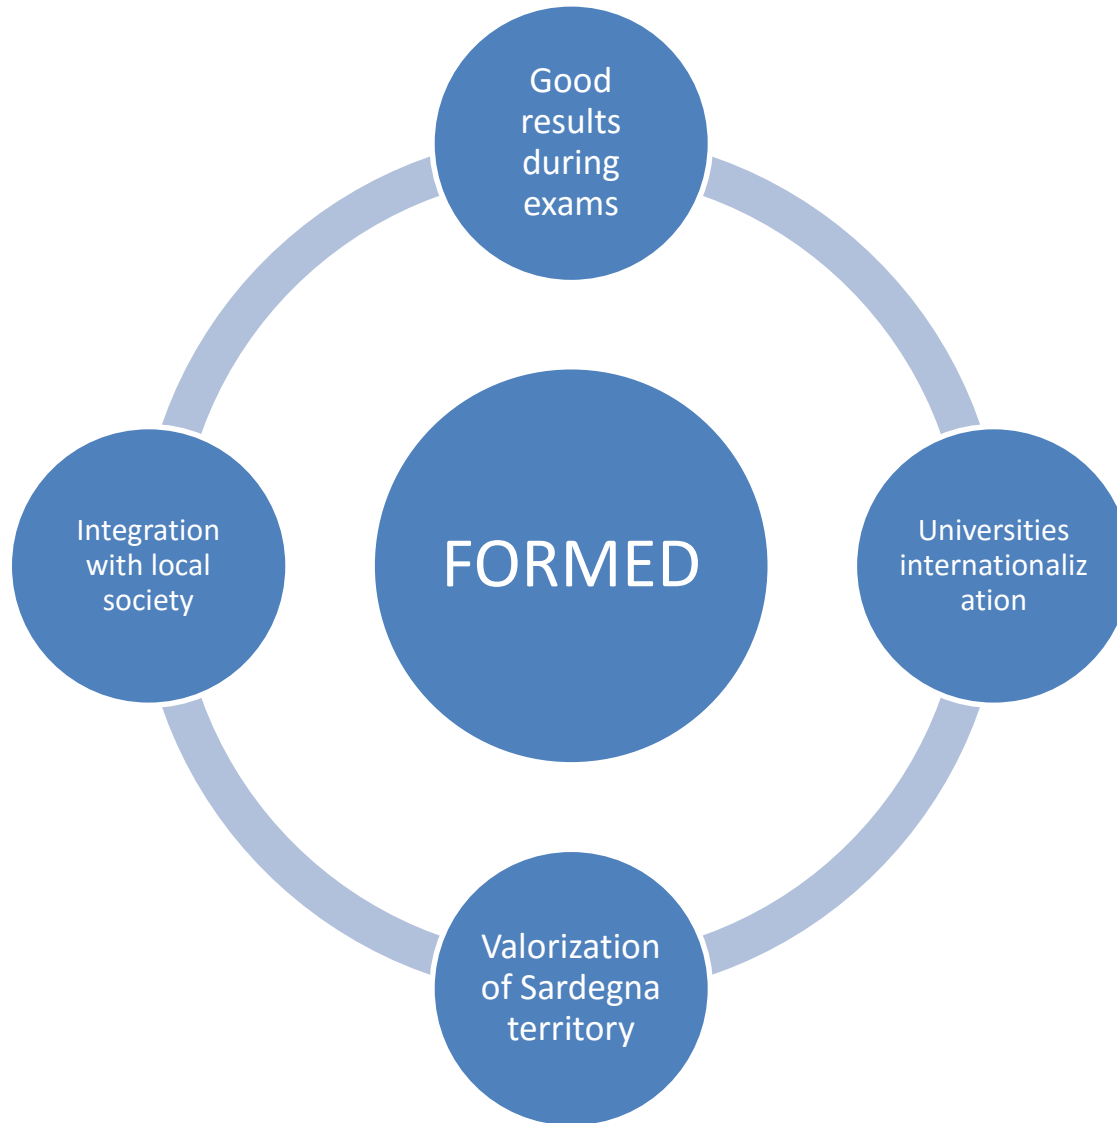 Good
results
during
exams
Integration
with local
society
FORMED
Universities
internationaliz
ation
Valorization
of Sardegna
territory